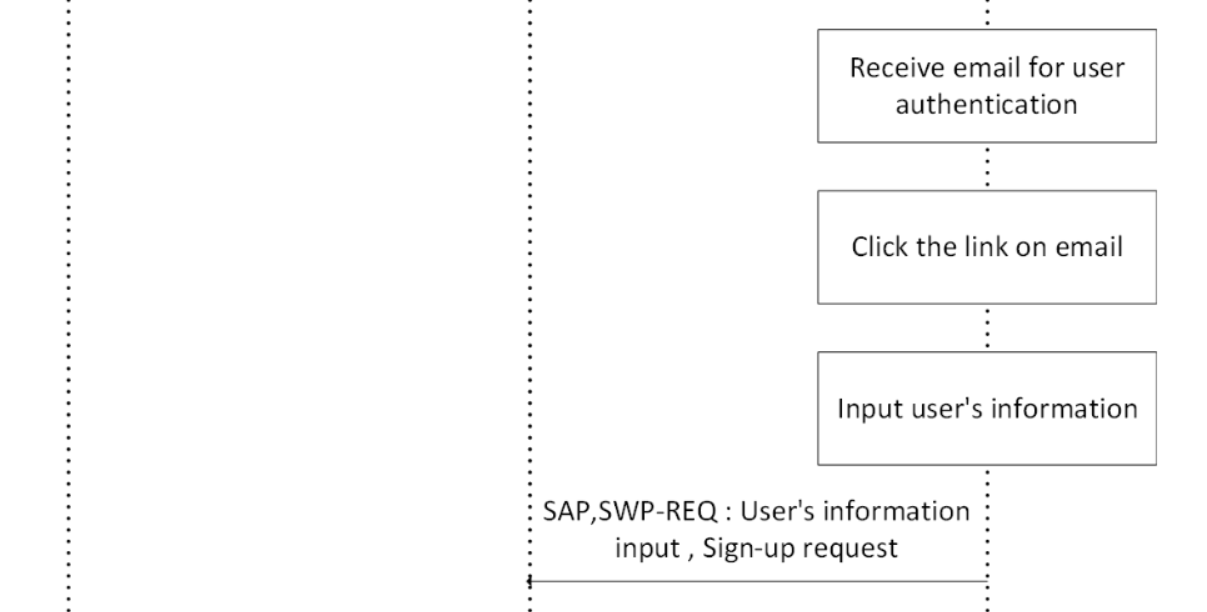 Receive email for user
authentication
Click the link on email
Input user's information
SAP,SWP-REQ : User's information
input , Sign-up request